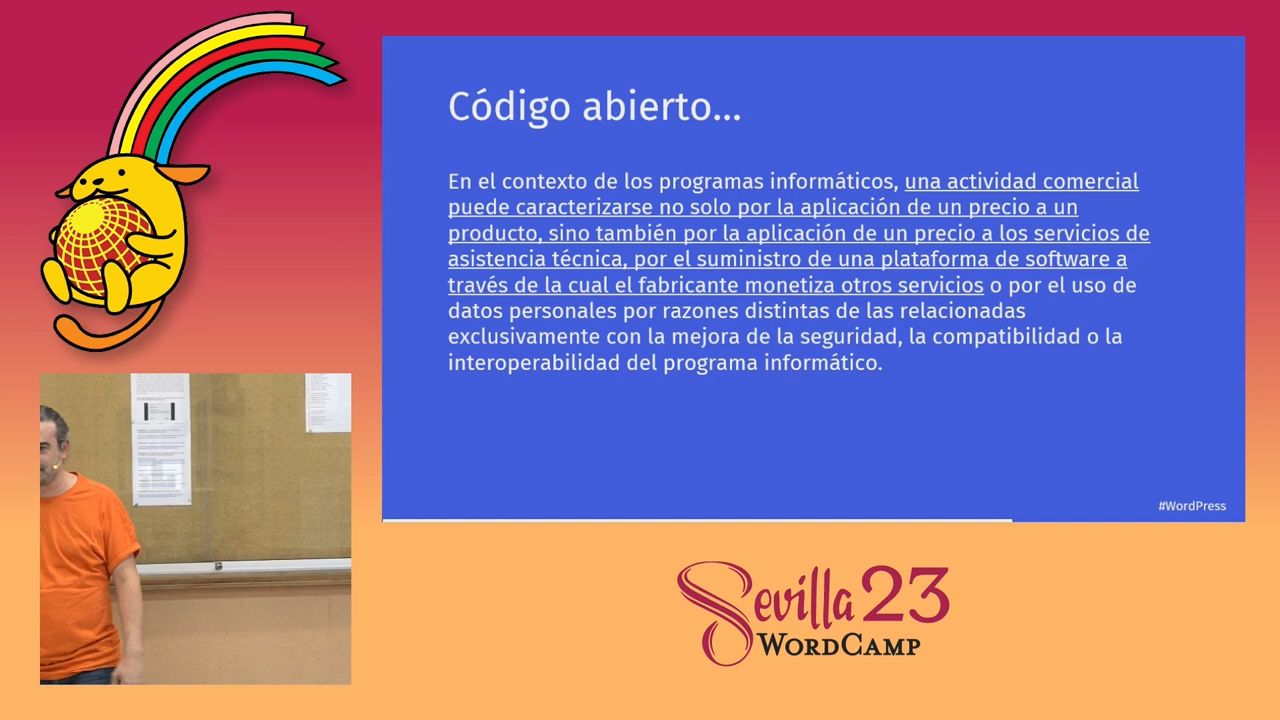 Código abierto...
En el contexto de los programas informáticos, una actividad comercial
puede caracterizarse no solo por la aplicación de un precio a un
producto, sino también por la aplicación de un precio a los servicios de
asistencia técnica, por el suministro de una plataforma de software a
través de la cual el fabricante monetiza otros servicios o por el uso de
datos personales por razones distintas de las relacionadas
exclusivamente con la mejora de la seguridad, la compatibilidad o la
interoperabilidad del programa informático.
#WordPress
Sevilla 23
WORDCAMP